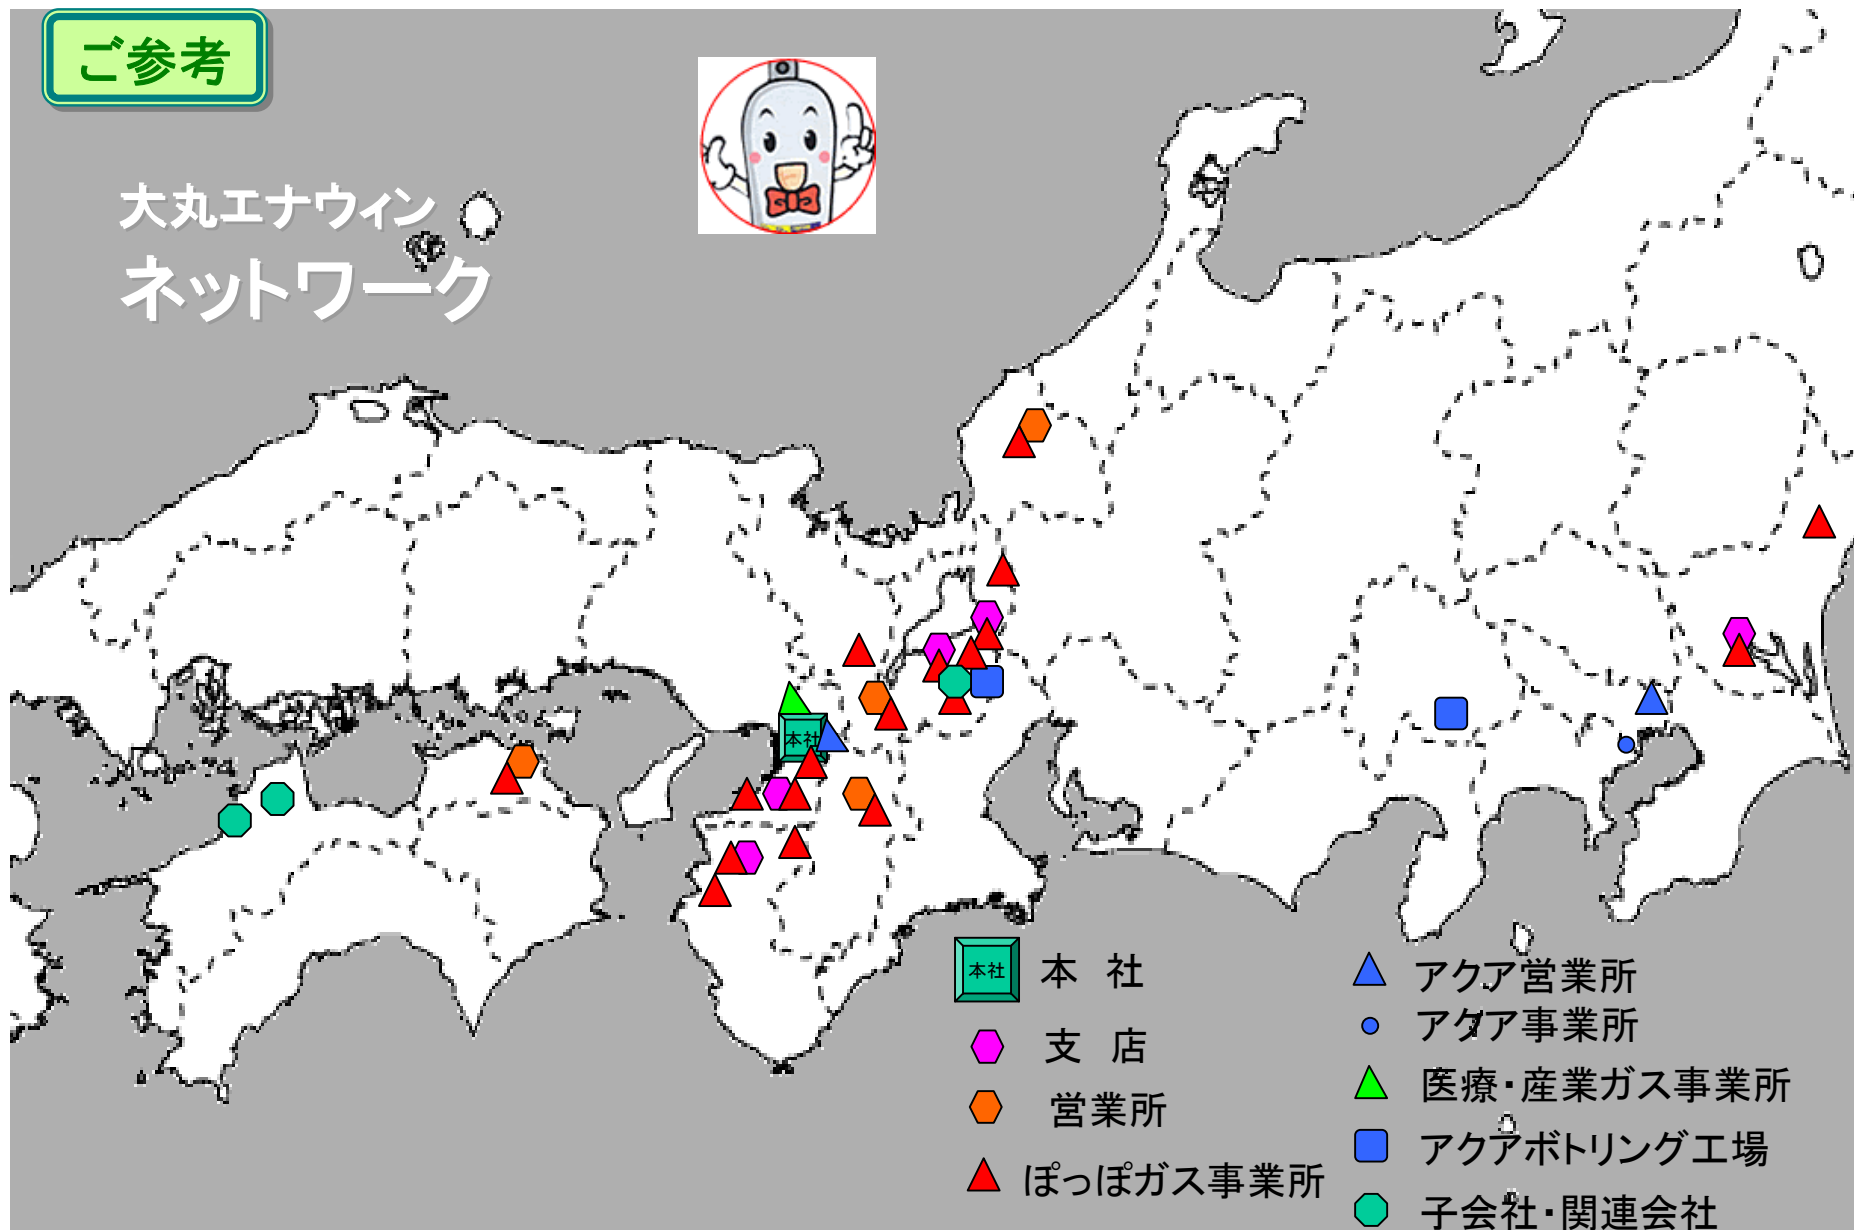 ご参考
大丸エナウィン
ネットワーク
本社
本社
本　社
支　店
営業所
ぽっぽガス事業所
アクア営業所
アクア事業所
医療・産業ガス事業所
アクアボトリング工場
子会社・関連会社